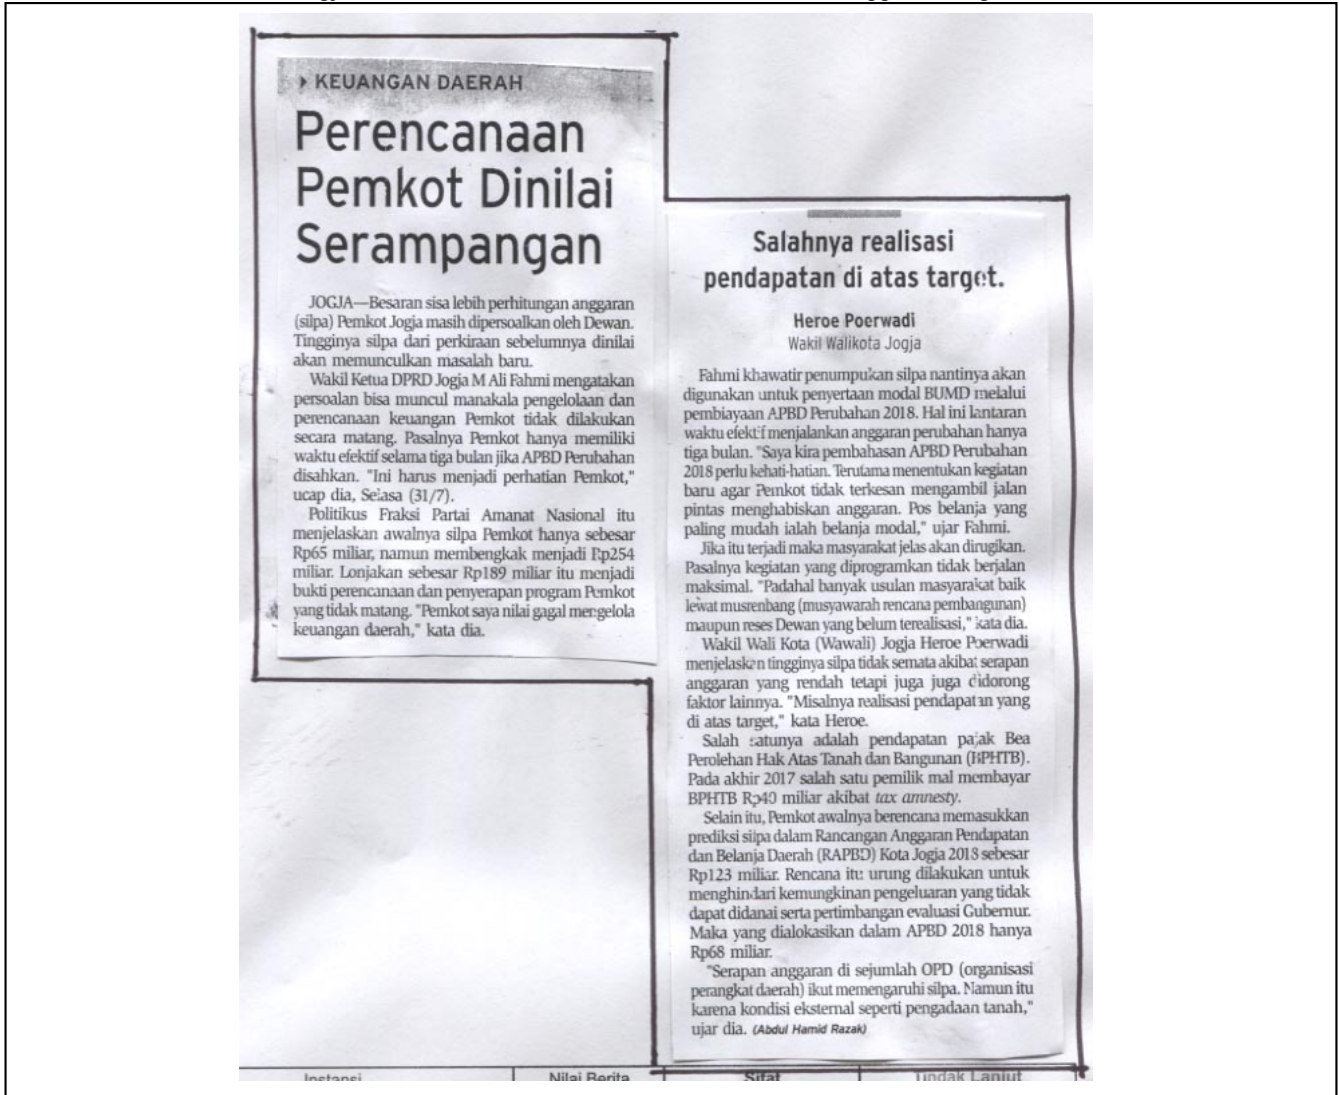 KEUANGAN DAERAH
Perencanaan
Pemkot Dinilai
Serampangan
JOGJA—Besaran sisa lebih perhitungan anggaran
(silpa) Pemkot Jogja masih dipersoalkan oleh Dewan.
Tingginya silpa dari perkiraan sebelumnya dinilai
akan memunculkan masalah baru.
Wakil Ketua DPRD Jogja M Ali Fahmi mengatakan
persoalan bisa muncul manakala pengelolaan dan
perencanaan keuangan Pemkot tidak dilakukan
secara matang. Pasalnya Pemkot hanya memiliki
waktu efektif selama tiga bulan jika APBD Perubahan
disahkan. "Ini harus menjadi perhatian Pemkot,"
ucap dia, Selasa (31/7).
Politikus Fraksi Partai Amanat Nasional itu
menjelaskan awalnya silpa Pemkot hanya sebesar
Rp65 miliar, namun membengkak menjadi Rp254
miliar. Lonjakan sebesar Rp189 miliar itu menjadi
bukti perencanaan dan penyerapan program Pemkot
yang tidak matang. "Pemkot saya nilai gagal mengelola
keuangan daerah," kata dia.
Salahnya realisasi
pendapatan di atas target.
Heroe Poerwadi
Wakil Walikota Jogja
Fahmi khawatir penumpukan silpa nantinya akan
digunakan untuk penyertaan modal BUMD melalui
pembiayaan APBD Perubahan 2018. Hal ini lantaran
waktu efektif menjalankan anggaran perubahan hanya
tiga bulan. "Saya kira pembahasan APBD Perubahan
2018 perlu kehati-hatian. Terutama menentukan kegiatan
baru agar Pemkot tidak terkesan mengambil jalan
pintas menghabiskan anggaran. Pos belanja yang
paling mudah ialah belanja modal," ujar Fahmi.
Jika itu terjadi maka masyarakat jelas akan dirugikan.
Pasalnya kegiatan yang diprogramkan tidak berjalan
maksimal. "Padahal banyak usulan masyarakat baik
lewat musrenbang (musyawarah rencana pembangunan)
maupun reses Dewan yang belum terealisasi," kata dia.
Wakil Wali Kota (Wawali) Jogja Heroe Poerwadi
menjelaskan tingginya silpa tidak semata akibat serapan
anggaran yang rendah tetapi juga juga didorong
faktor lainnya. "Misalnya realisasi pendapatan yang
di atas target," kata Heroe.
Salah satunya adalah pendapatan pajak Bea
Perolehan Hak Atas Tanah dan Bangunan (BPHTB).
Pada akhir 2017 salah satu pemilik mal membayar
BPHTB Rp40 miliar akibat tax amnesty.
Selain itu, Pemkot awalnya berencana memasukkan
prediksi silpa dalam Rancangan Anggaran Pendapatan
dan Belanja Daerah (RAPBD) Kota Jogja 2018 sebesar
Rp123 miliar. Rencana itu urung dilakukan untuk
menghindari kemungkinan pengeluaran yang tidak
dapat didanai serta pertimbangan evaluasi Gubernur.
Maka yang dialokasikan dalam APBD 2018 hanya
Rp68 miliar.
"Serapan anggaran di sejumlah OPD (organisasi
perangkat daerah) ikut memengaruhi silpa. Namun itu
karena kondisi eksternal seperti pengadaan tanah,"
ujar dia. (Abdul Hamid Razak)
Instansi Nilai Berita Sifat Tindak Lanjut